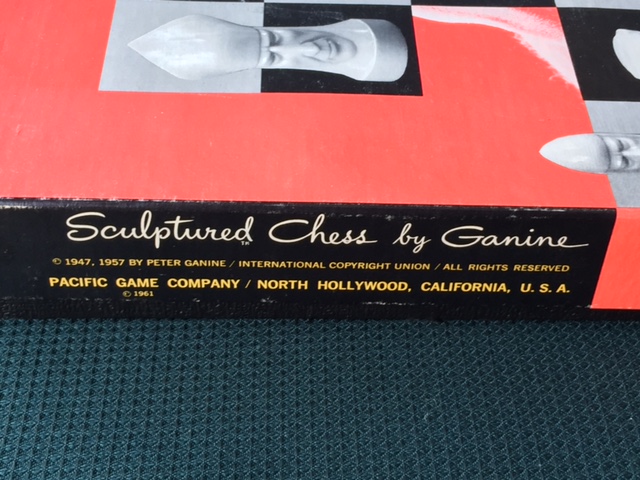 Sculptured™ Chess by Ganine
© 1947, 1957 BY PETER GANINE / INTERNATIONAL COPYRIGHT UNION / ALL RIGHTS RESERVED
PACIFIC GAME COMPANY / NORTH HOLLYWOOD, CALIFORNIA, U. S. A.
© 1961